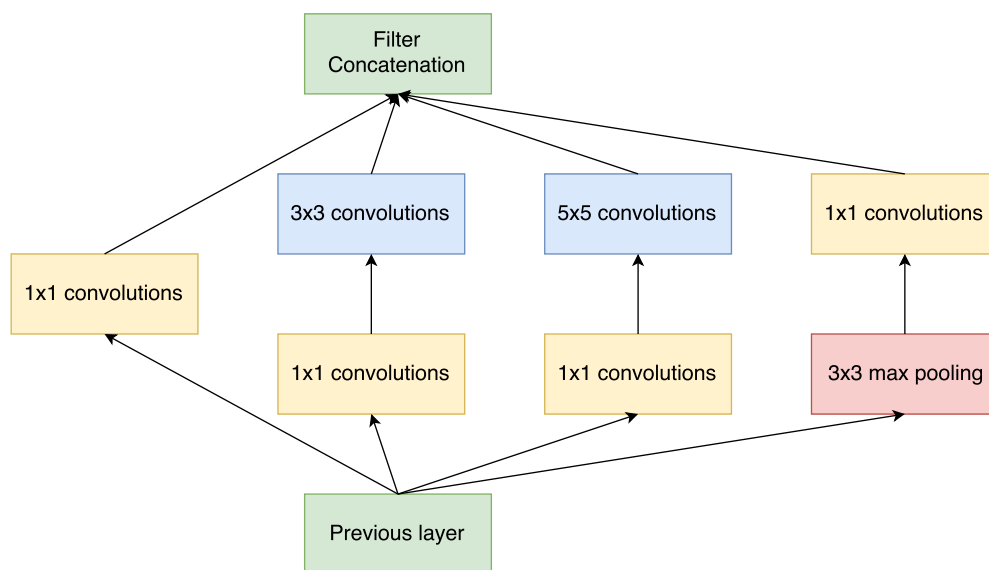 Filter
Concatenation
3x3 convolutions
5x5 convolutions
1x1 convolutions
1x1 convolutions
1x1 convolutions
1x1 convolutions
3x3 max pooling
Previous layer